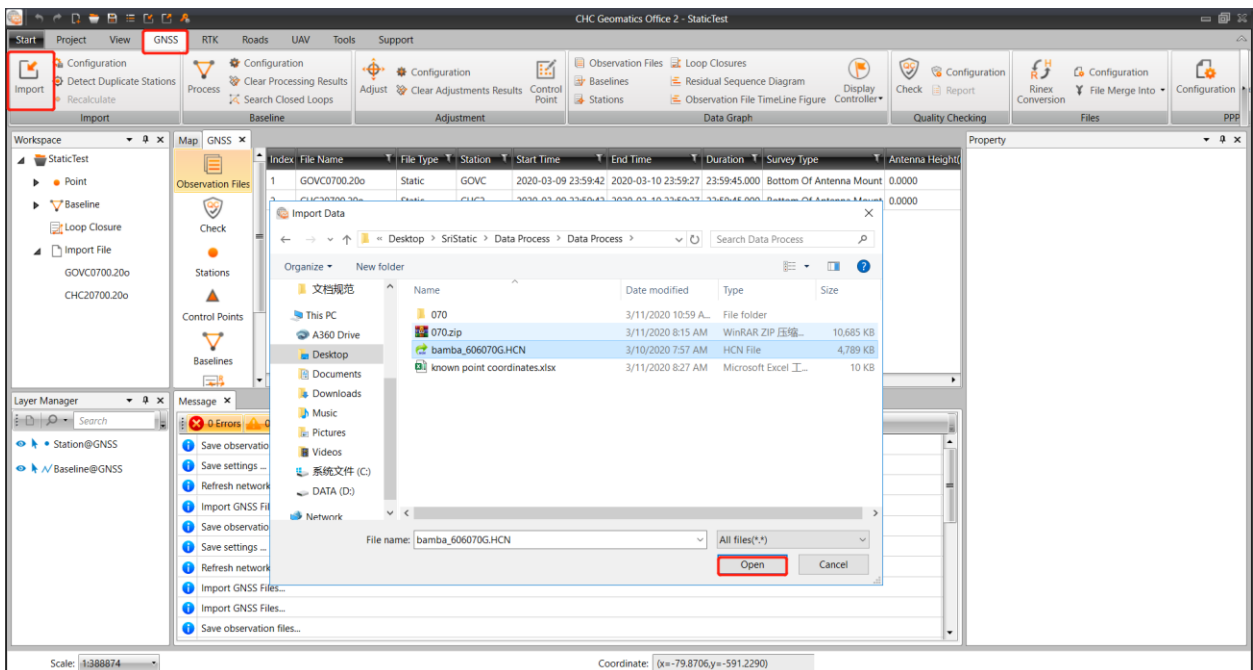 CHC Geomatics Office 2 - StaticTest
Start Project View GNSS RTK Roads UAV Tools Support
Import
Configuration
Detect Duplicate Stations
Recalculate
Import
Process
Configuration
Clear Processing Results
Search Closed Loops
Baseline
Adjust
Configuration
Clear Adjustments Results
Control Point
Adjustment
Observation Files
Baselines
Stations
Loop Closures
Residual Sequence Diagram
Observation File TimeLine Figure
Display Controller
Data Graph
Check
Configuration
Report
Quality Checking
Rinex Conversion
Configuration
File Merge Into
Files
Configuration
PPP
Workspace
StaticTest
Point
Baseline
Loop Closure
Import File
GOVC0700.20o
CHC20700.20o
Map GNSS
Observation Files
Check
Stations
Control Points
Baselines
Index File Name File Type Station Start Time End Time Duration Survey Type Antenna Height(
1 GOVC0700.20o Static GOVC 2020-03-09 23:59:42 2020-03-10 23:59:27 23:59:45.000 Bottom Of Antenna Mount 0.0000
0.0000
Property
Import Data
« Desktop > SriStatic > Data Process > Data Process >
Search Data Process
Organize New folder
文档规范
This PC
A360 Drive
Desktop
Documents
Downloads
Music
Pictures
Videos
系统文件 (C:)
DATA (D:)
Network
Name Date modified Type Size
070 3/11/2020 10:59 A... File folder
070.zip 3/11/2020 8:15 AM WinRAR ZIP 压缩... 10,685 KB
bamba_606070G.HCN 3/10/2020 7:57 AM HCN File 4,789 KB
known point coordinates.xlsx 3/11/2020 8:27 AM Microsoft Excel 工... 10 KB
File name: bamba_606070G.HCN All files(*.*)
Open Cancel
Layer Manager
Search
Station@GNSS
Baseline@GNSS
Message
0 Errors 0
Save observatio
Save settings ...
Refresh network
Import GNSS Fil
Save observatio
Save settings ...
Refresh network
Import GNSS Files...
Import GNSS Files...
Save observation files...
Scale: 1:388874
Coordinate: (x=-79.8706,y=-591.2290)